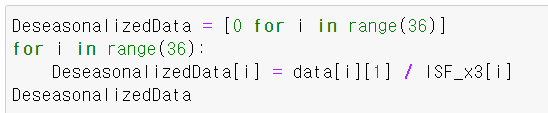 DeseasonalizedData = [0 for i in range(36)]
for i in range(36):
    DeseasonalizedData[i] = data[i][1] / ISF_x3[i]
DeseasonalizedData